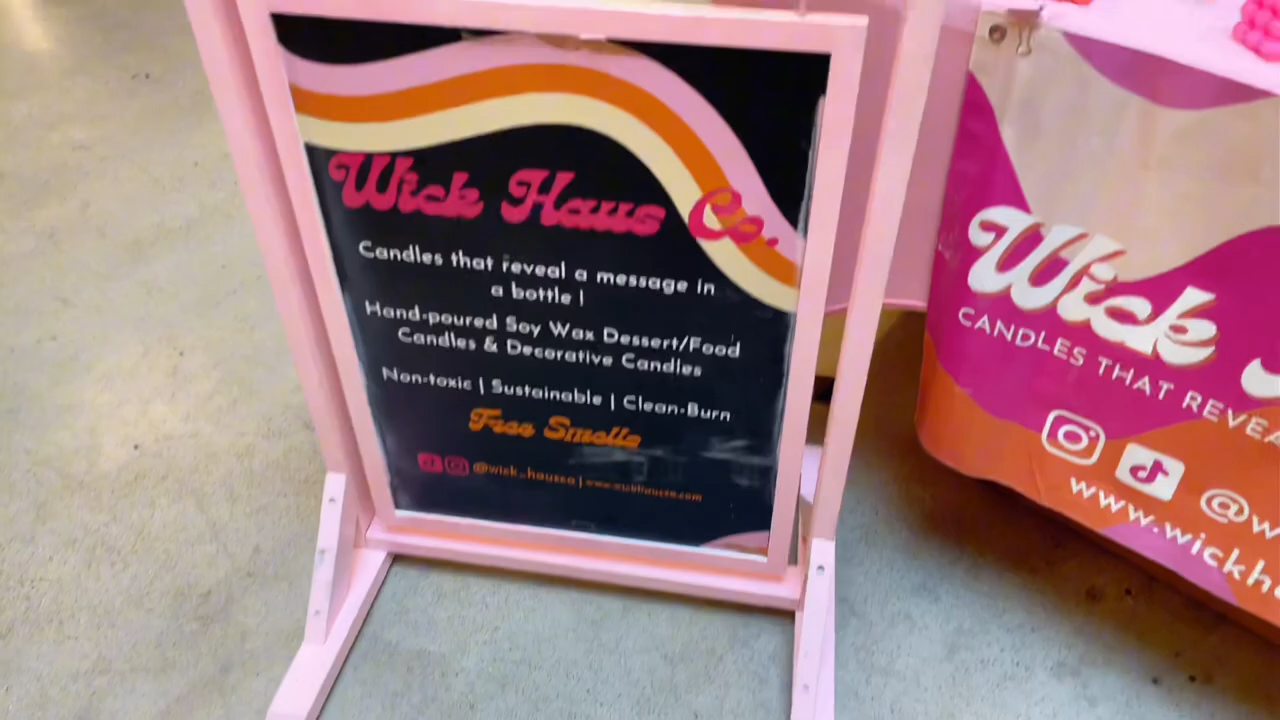 Wick Haus Co.
Candles that reveal a message in
a bottle |
Hand-poured Soy Wax Dessert/Food
Candles & Decorative Candles
Non-toxic | Sustainable | Clean-Burn
Free Smells
@wick_hausco | www.wickhausco.com
Wick
CANDLES THAT REVEA
@w
www.wickha